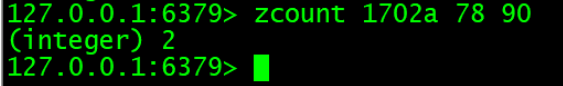 127.0.0.1:6379> zcount 1702a 78 90
(integer) 2
127.0.0.1:6379>